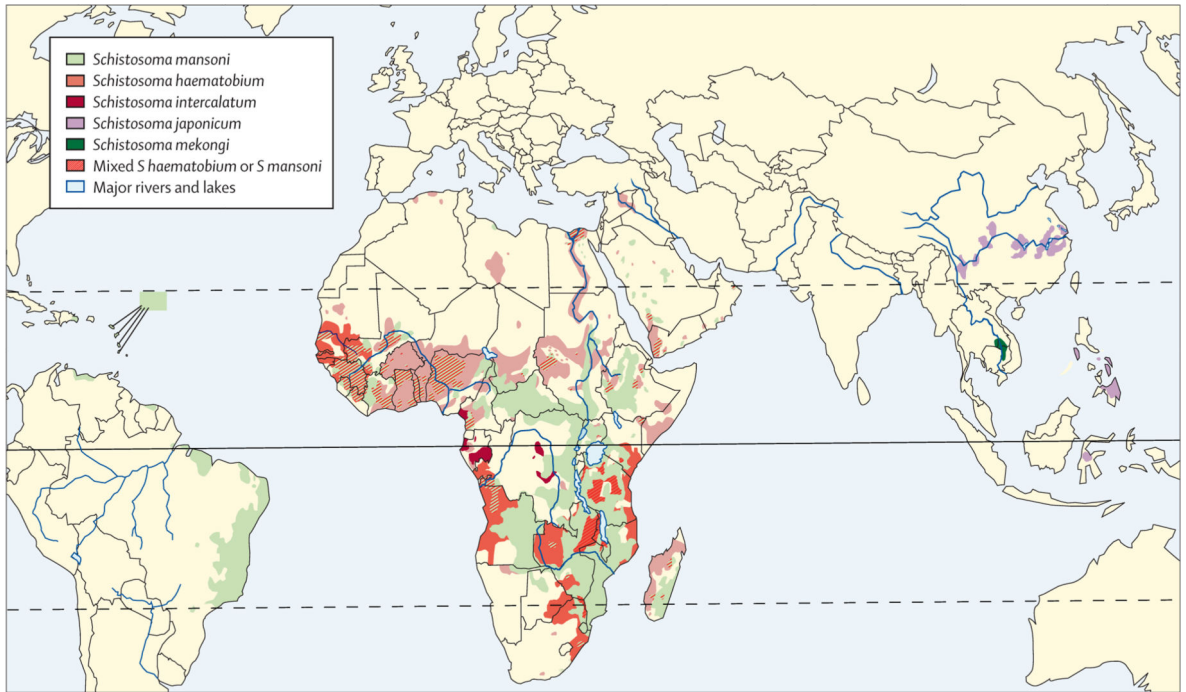 Schistosoma mansoni
Schistosoma haematobium
Schistosoma intercalatum
Schistosoma japonicum
Schistosoma mekongi
Mixed S haematobium or S mansoni
Major rivers and lakes